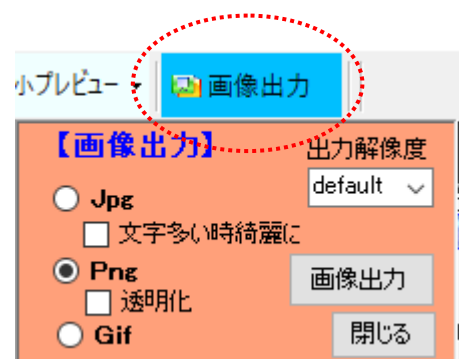 小プレビュー
画像出力
【画像出力】
出力解像度
default
Jpg
文字多い時綺麗に
Png
画像出力
透明化
Gif
閉じる